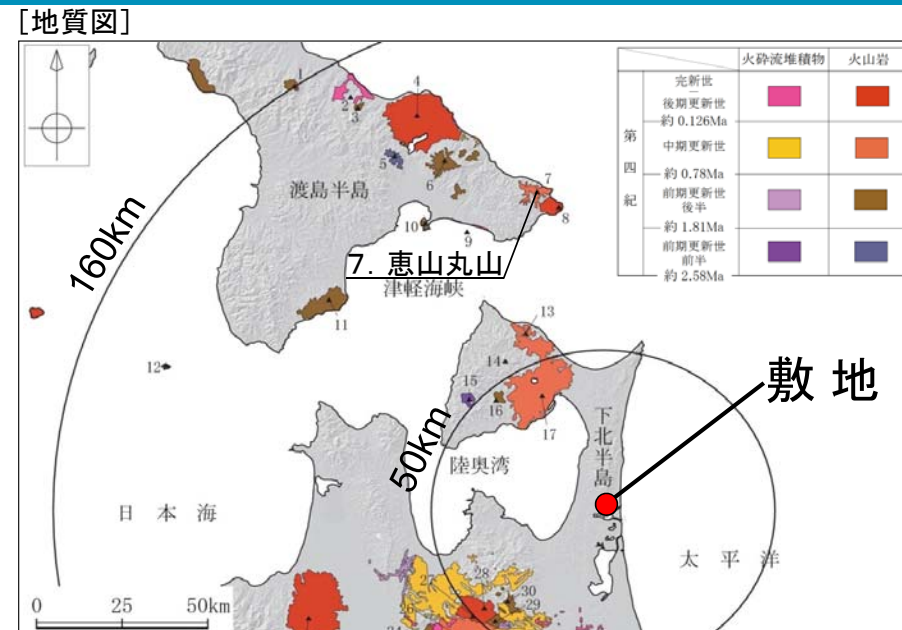 [地質図]
火砕流堆積物
火山岩
第四紀
完新世
―
後期更新世
約 0.126Ma
中期更新世
約 0.78Ma
前期更新世
後半
約 1.81Ma
前期更新世
前半
約 2.58Ma
1
2
3
4
5
6
7
8
9
10
11
12
13
14
15
16
17
渡島半島
160km
7. 恵山丸山
津軽海峡
敷地
50km
下北半島
陸奥湾
日本海
太平洋
27
28
30
29
26
0 25 50km